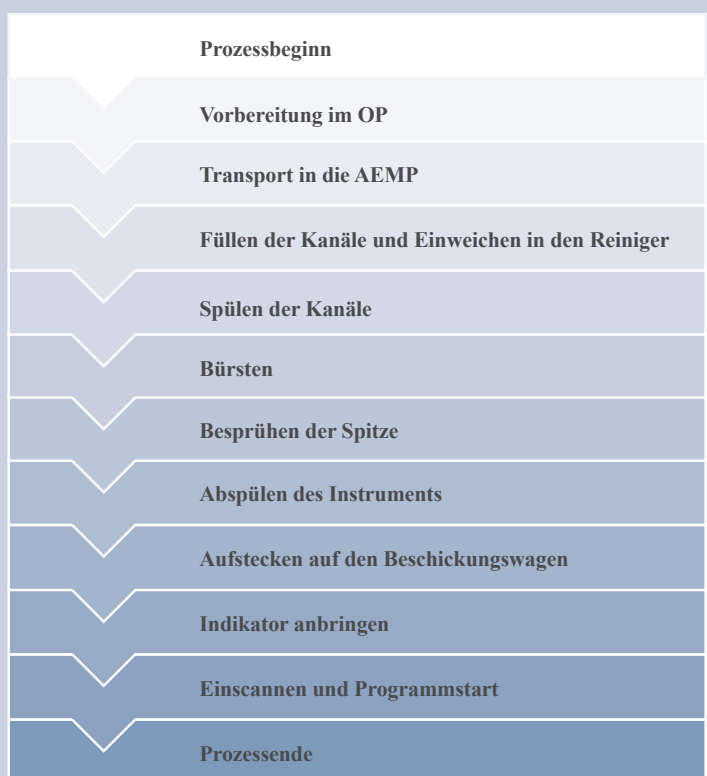 Prozessbeginn
Vorbereitung im OP
Transport in die AEMP
Füllen der Kanäle und Einweichen in den Reiniger
Spülen der Kanäle
Bürsten
Besprühen der Spitze
Abspülen des Instruments
Aufstecken auf den Beschickungswagen
Indikator anbringen
Einscannen und Programmstart
Prozessende